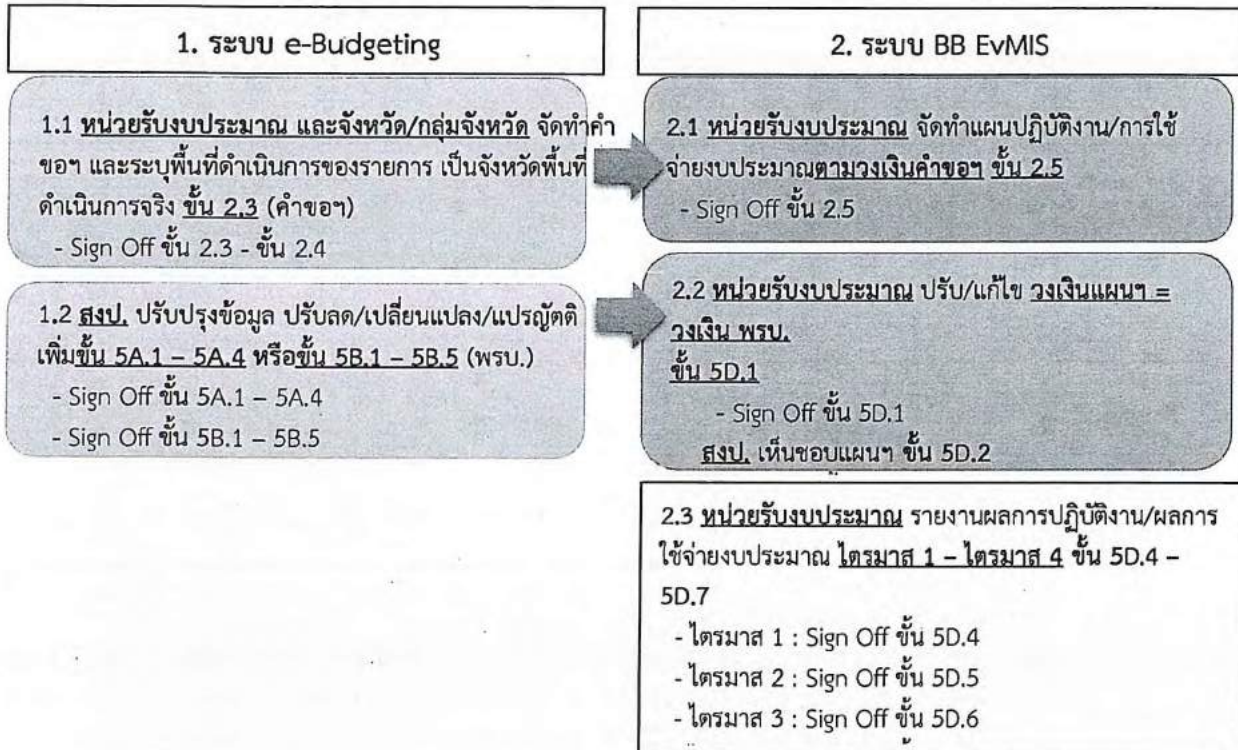 1. ระบบ e-Budgeting
1.1 หน่วยรับงบประมาณ และจังหวัด/กลุ่มจังหวัด จัดทำคำ
ขอฯ และระบุพื้นที่ดำเนินการของรายการ เป็นจังหวัดพื้นที่
ดำเนินการจริง ขั้น 2.3 (คำขอฯ)
- Sign Off ขั้น 2.3 - ขั้น 2.4
1.2 สงป. ปรับปรุงข้อมูล ปรับลด/เปลี่ยนแปลง/แปรญัตติ
เพิ่มขั้น 5A.1 – 5A.4 หรือขั้น 5B.1 – 5B.5 (พรบ.)
- Sign Off ขั้น 5A.1 – 5A.4
- Sign Off ขั้น 5B.1 – 5B.5
2. ระบบ BB EvMIS
2.1 หน่วยรับงบประมาณ จัดทำแผนปฏิบัติงาน/การใช้
จ่ายงบประมาณตามวงเงินคำขอฯ ขั้น 2.5
- Sign Off ขั้น 2.5
2.2 หน่วยรับงบประมาณ ปรับ/แก้ไข วงเงินแผนฯ =
วงเงิน พรบ.
ขั้น 5D.1
- Sign Off ขั้น 5D.1
สงป. เห็นชอบแผนฯ ขั้น 5D.2
2.3 หน่วยรับงบประมาณ รายงานผลการปฏิบัติงาน/ผลการ
ใช้จ่ายงบประมาณ ไตรมาส 1 – ไตรมาส 4 ขั้น 5D.4 –
5D.7
- ไตรมาส 1 : Sign Off ขั้น 5D.4
- ไตรมาส 2 : Sign Off ขั้น 5D.5
- ไตรมาส 3 : Sign Off ขั้น 5D.6